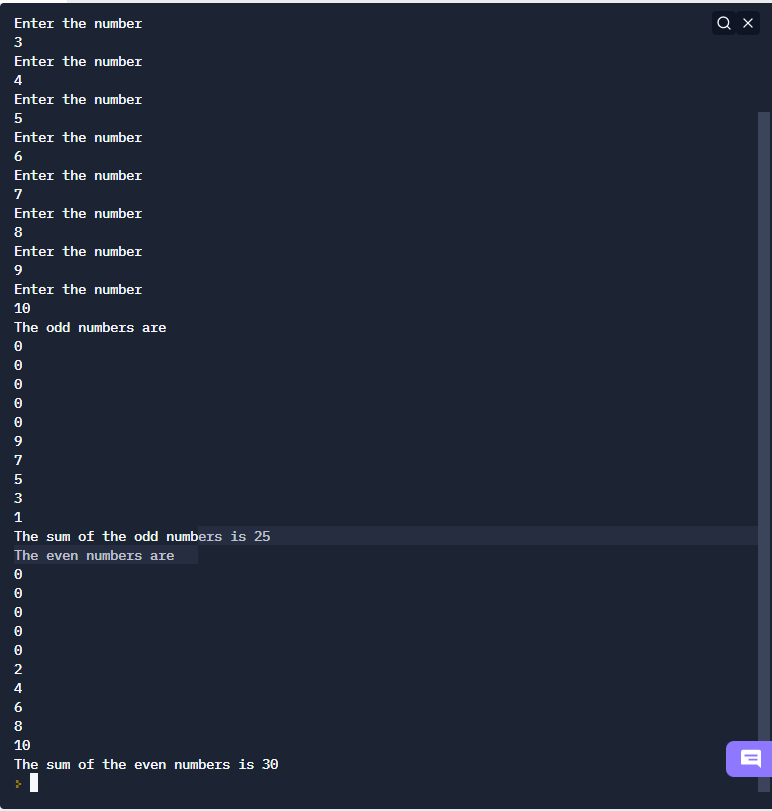 Enter the number
3
Enter the number
4
Enter the number
5
Enter the number
6
Enter the number
7
Enter the number
8
Enter the number
9
Enter the number
10
The odd numbers are
0
0
0
0
0
9
7
5
3
1
The sum of the odd numbers is 25
The even numbers are
0
0
0
0
0
2
4
6
8
10
The sum of the even numbers is 30
>